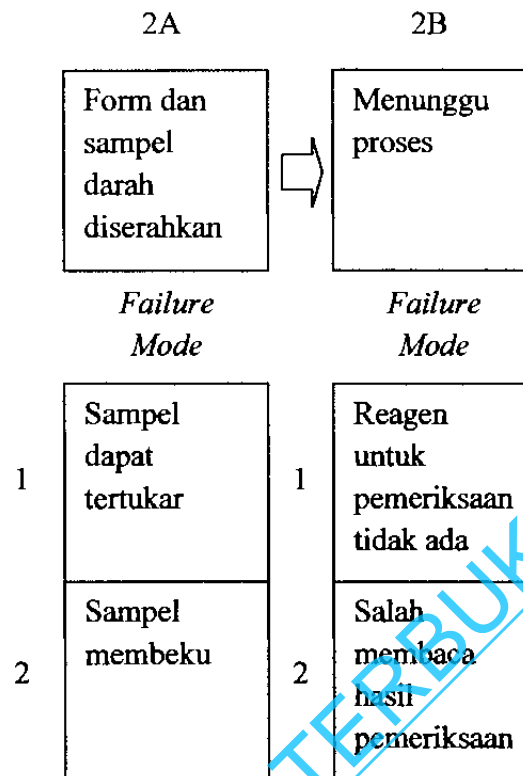 2A
2B
Form dan
sampel
darah
diserahkan
Menunggu
proses
Failure
Mode
Failure
Mode
1
Sampel
dapat
tertukar
1
Reagen
untuk
pemeriksaan
tidak ada
2
Sampel
membeku
2
Salah
membaca
hasil
pemeriksaan
TERBUK